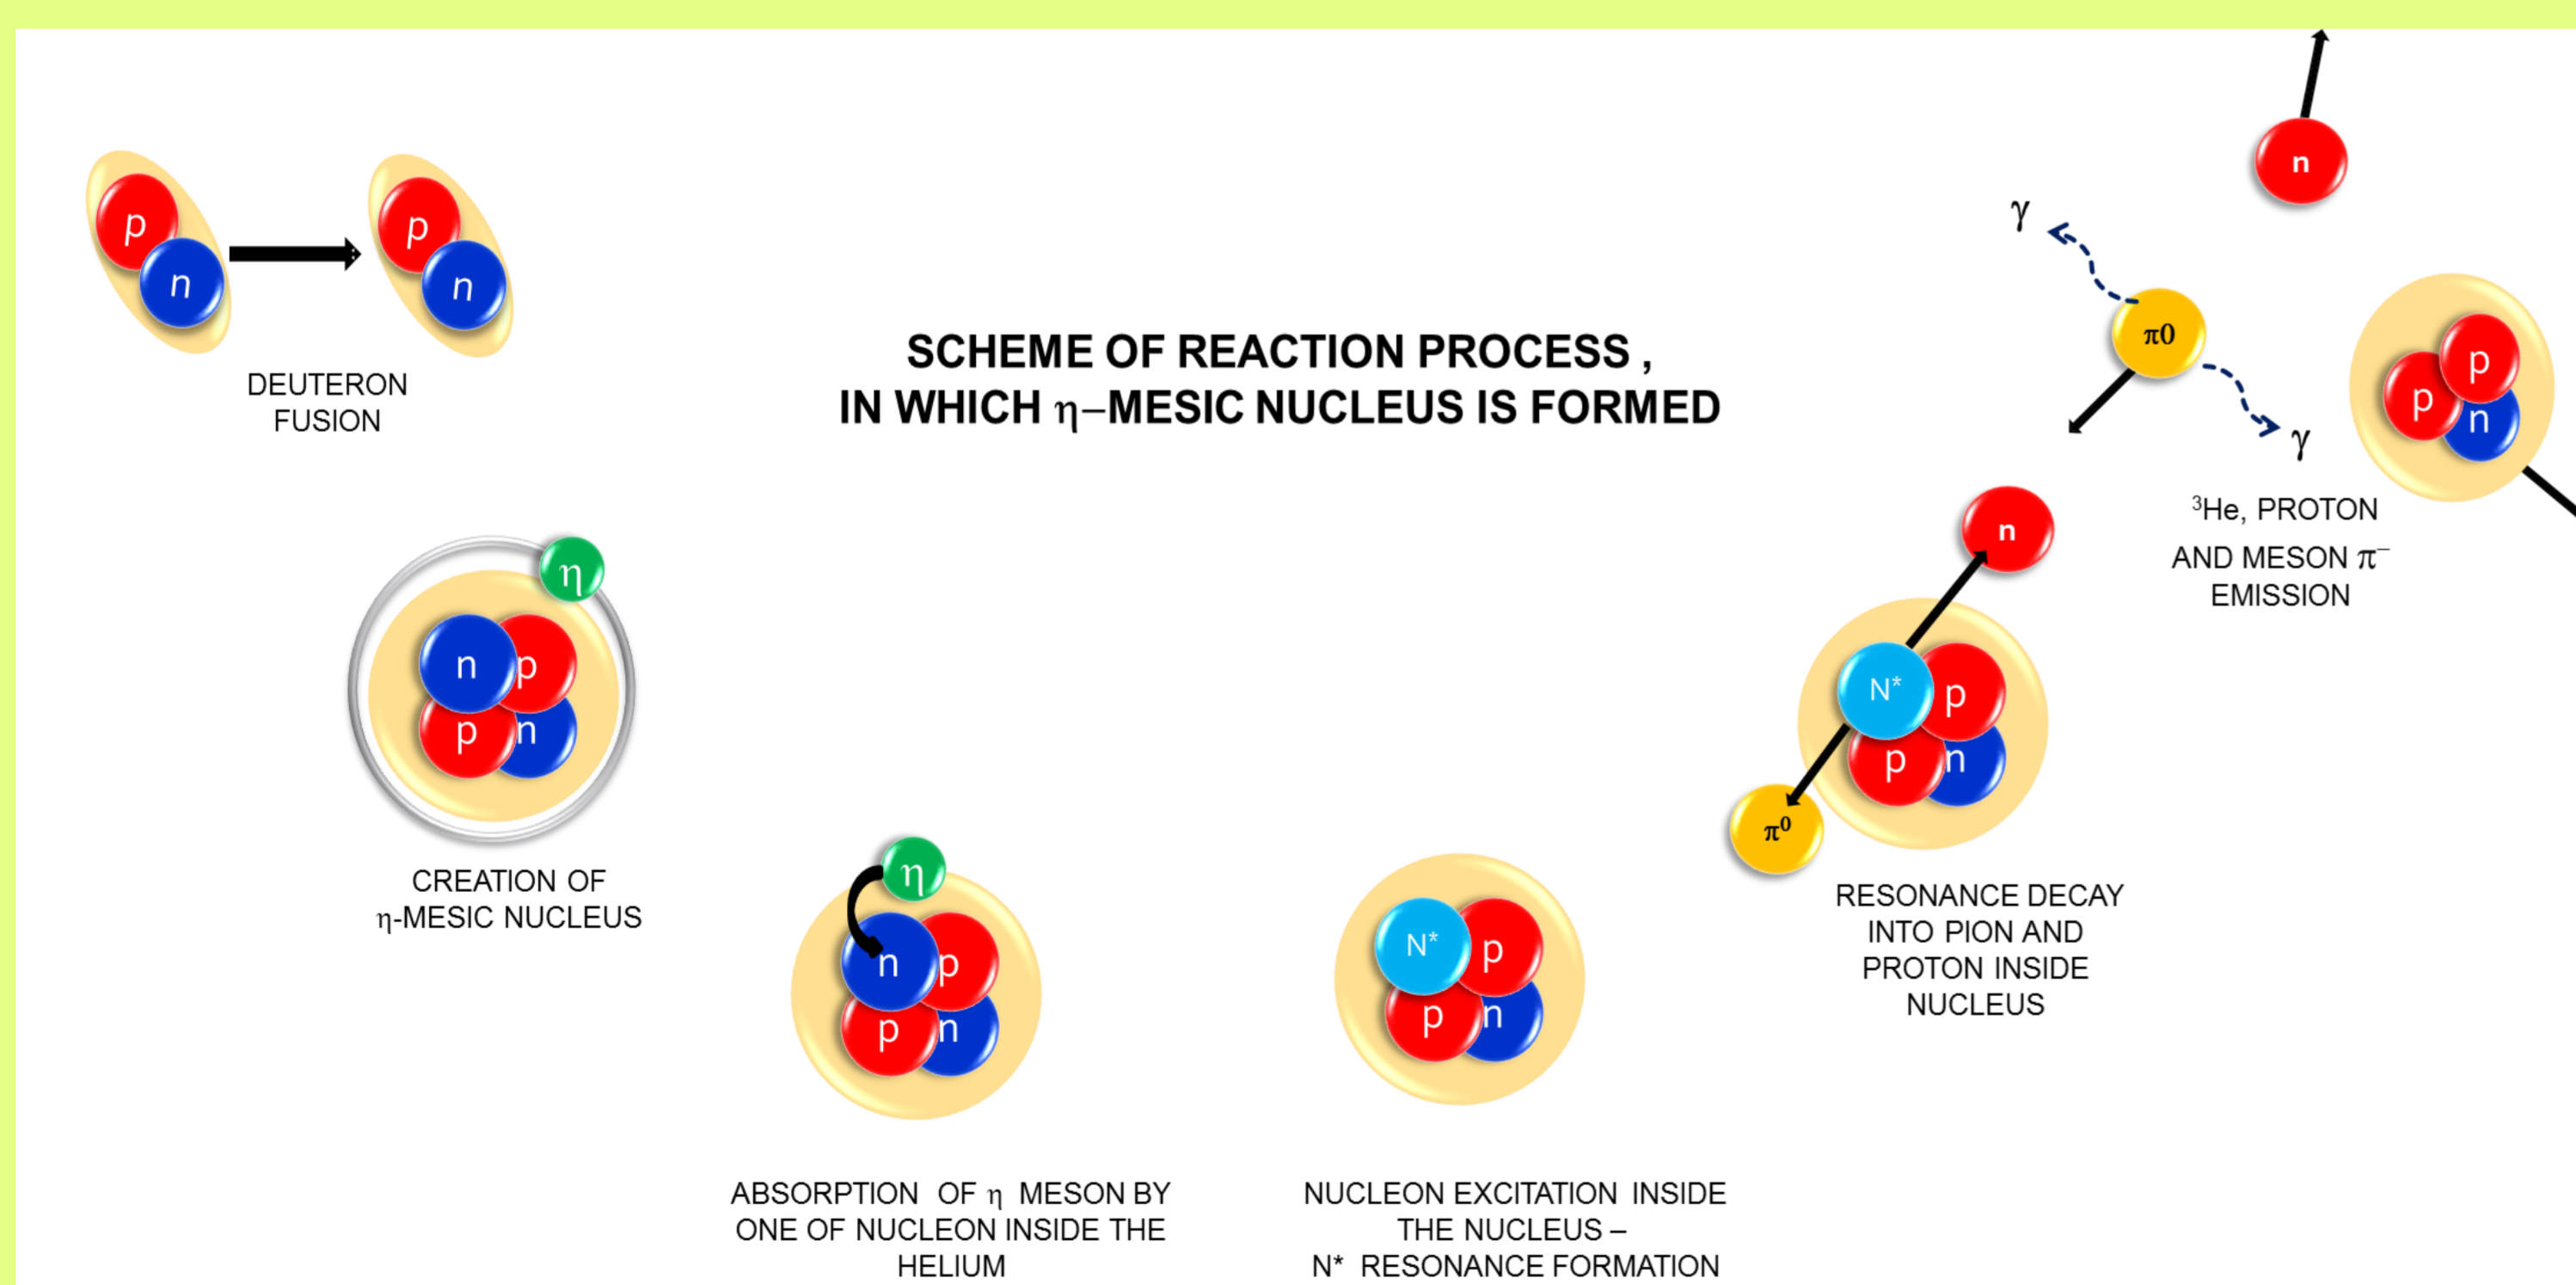 p
n
p
n
DEUTERON
FUSION
SCHEME OF REACTION PROCESS ,
IN WHICH η–MESIC NUCLEUS IS FORMED
η
n
p
p
n
CREATION OF
η-MESIC NUCLEUS
η
n
p
p
n
ABSORPTION OF η MESON BY
ONE OF NUCLEON INSIDE THE
HELIUM
N*
p
p
n
NUCLEON EXCITATION INSIDE
THE NUCLEUS –
N* RESONANCE FORMATION
n
N*
p
p
n
π⁰
RESONANCE DECAY
INTO PION AND
PROTON INSIDE
NUCLEUS
n
γ
π0
γ
p
p
n
³He, PROTON
AND MESON π⁻
EMISSION